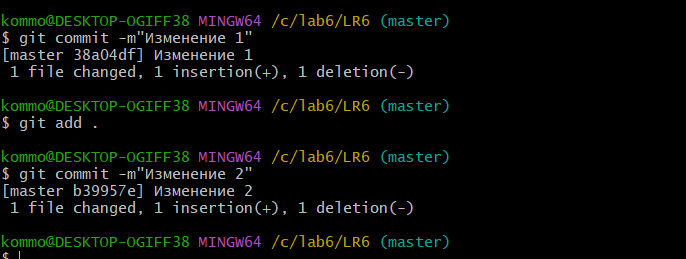 kommo@DESKTOP-OGIFF38 MINGW64 /c/lab6/LR6 (master)
$ git commit -m"Изменение 1"
[master 38a04df] Изменение 1
 1 file changed, 1 insertion(+), 1 deletion(-)
kommo@DESKTOP-OGIFF38 MINGW64 /c/lab6/LR6 (master)
$ git add .
kommo@DESKTOP-OGIFF38 MINGW64 /c/lab6/LR6 (master)
$ git commit -m"Изменение 2"
[master b39957e] Изменение 2
 1 file changed, 1 insertion(+), 1 deletion(-)
kommo@DESKTOP-OGIFF38 MINGW64 /c/lab6/LR6 (master)
$